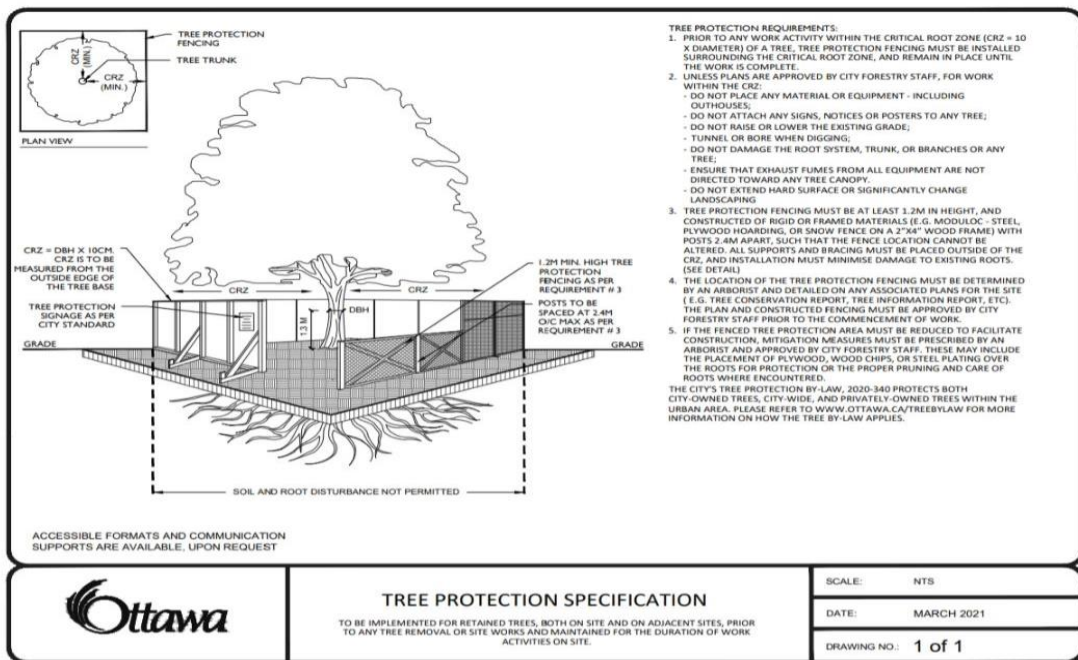 TREE PROTECTION
FENCING
TREE TRUNK
CRZ
(MIN.)
CRZ
(MIN.)
PLAN VIEW
CRZ = DBH X 10CM.
CRZ IS TO BE
MEASURED FROM THE
OUTSIDE EDGE OF
THE TREE BASE
TREE PROTECTION
SIGNAGE AS PER
CITY STANDARD
GRADE
CRZ
CRZ
DBH
1.3 M
1.2M MIN. HIGH TREE
PROTECTION
FENCING AS PER
REQUIREMENT # 3
POSTS TO BE
SPACED AT 2.4M
O/C MAX AS PER
REQUIREMENT # 3
GRADE
SOIL AND ROOT DISTURBANCE NOT PERMITTED
ACCESSIBLE FORMATS AND COMMUNICATION
SUPPORTS ARE AVAILABLE, UPON REQUEST
TREE PROTECTION REQUIREMENTS:
1. PRIOR TO ANY WORK ACTIVITY WITHIN THE CRITICAL ROOT ZONE (CRZ = 10
X DIAMETER) OF A TREE, TREE PROTECTION FENCING MUST BE INSTALLED
SURROUNDING THE CRITICAL ROOT ZONE, AND REMAIN IN PLACE UNTIL
THE WORK IS COMPLETE.
2. UNLESS PLANS ARE APPROVED BY CITY FORESTRY STAFF, FOR WORK
WITHIN THE CRZ:
- DO NOT PLACE ANY MATERIAL OR EQUIPMENT - INCLUDING
OUTHOUSES;
- DO NOT ATTACH ANY SIGNS, NOTICES OR POSTERS TO ANY TREE;
- DO NOT RAISE OR LOWER THE EXISTING GRADE;
- TUNNEL OR BORE WHEN DIGGING;
- DO NOT DAMAGE THE ROOT SYSTEM, TRUNK, OR BRANCHES OR ANY
TREE;
- ENSURE THAT EXHAUST FUMES FROM ALL EQUIPMENT ARE NOT
DIRECTED TOWARD ANY TREE CANOPY.
- DO NOT EXTEND HARD SURFACE OR SIGNIFICANTLY CHANGE
LANDSCAPING
3. TREE PROTECTION FENCING MUST BE AT LEAST 1.2M IN HEIGHT, AND
CONSTRUCTED OF RIGID OR FRAMED MATERIALS (E.G. MODULOC - STEEL,
PLYWOOD HOARDING, OR SNOW FENCE ON A 2"X4" WOOD FRAME) WITH
POSTS 2.4M APART, SUCH THAT THE FENCE LOCATION CANNOT BE
ALTERED. ALL SUPPORTS AND BRACING MUST BE PLACED OUTSIDE OF THE
CRZ, AND INSTALLATION MUST MINIMISE DAMAGE TO EXISTING ROOTS.
(SEE DETAIL)
4. THE LOCATION OF THE TREE PROTECTION FENCING MUST BE DETERMINED
BY AN ARBORIST AND DETAILED ON ANY ASSOCIATED PLANS FOR THE SITE
( E.G. TREE CONSERVATION REPORT, TREE INFORMATION REPORT, ETC).
THE PLAN AND CONSTRUCTED FENCING MUST BE APPROVED BY CITY
FORESTRY STAFF PRIOR TO THE COMMENCEMENT OF WORK.
5. IF THE FENCED TREE PROTECTION AREA MUST BE REDUCED TO FACILITATE
CONSTRUCTION, MITIGATION MEASURES MUST BE PRESCRIBED BY AN
ARBORIST AND APPROVED BY CITY FORESTRY STAFF. THESE MAY INCLUDE
THE PLACEMENT OF PLYWOOD, WOOD CHIPS, OR STEEL PLATING OVER
THE ROOTS FOR PROTECTION OR THE PROPER PRUNING AND CARE OF
ROOTS WHERE ENCOUNTERED.
THE CITY'S TREE PROTECTION BY-LAW, 2020-340 PROTECTS BOTH
CITY-OWNED TREES, CITY-WIDE, AND PRIVATELY-OWNED TREES WITHIN THE
URBAN AREA. PLEASE REFER TO WWW.OTTAWA.CA/TREEBYLAW FOR MORE
INFORMATION ON HOW THE TREE BY-LAW APPLIES.
Ottawa
TREE PROTECTION SPECIFICATION
TO BE IMPLEMENTED FOR RETAINED TREES, BOTH ON SITE AND ON ADJACENT SITES, PRIOR
TO ANY TREE REMOVAL OR SITE WORKS AND MAINTAINED FOR THE DURATION OF WORK
ACTIVITIES ON SITE.
SCALE: NTS
DATE: MARCH 2021
DRAWING NO.: 1 of 1